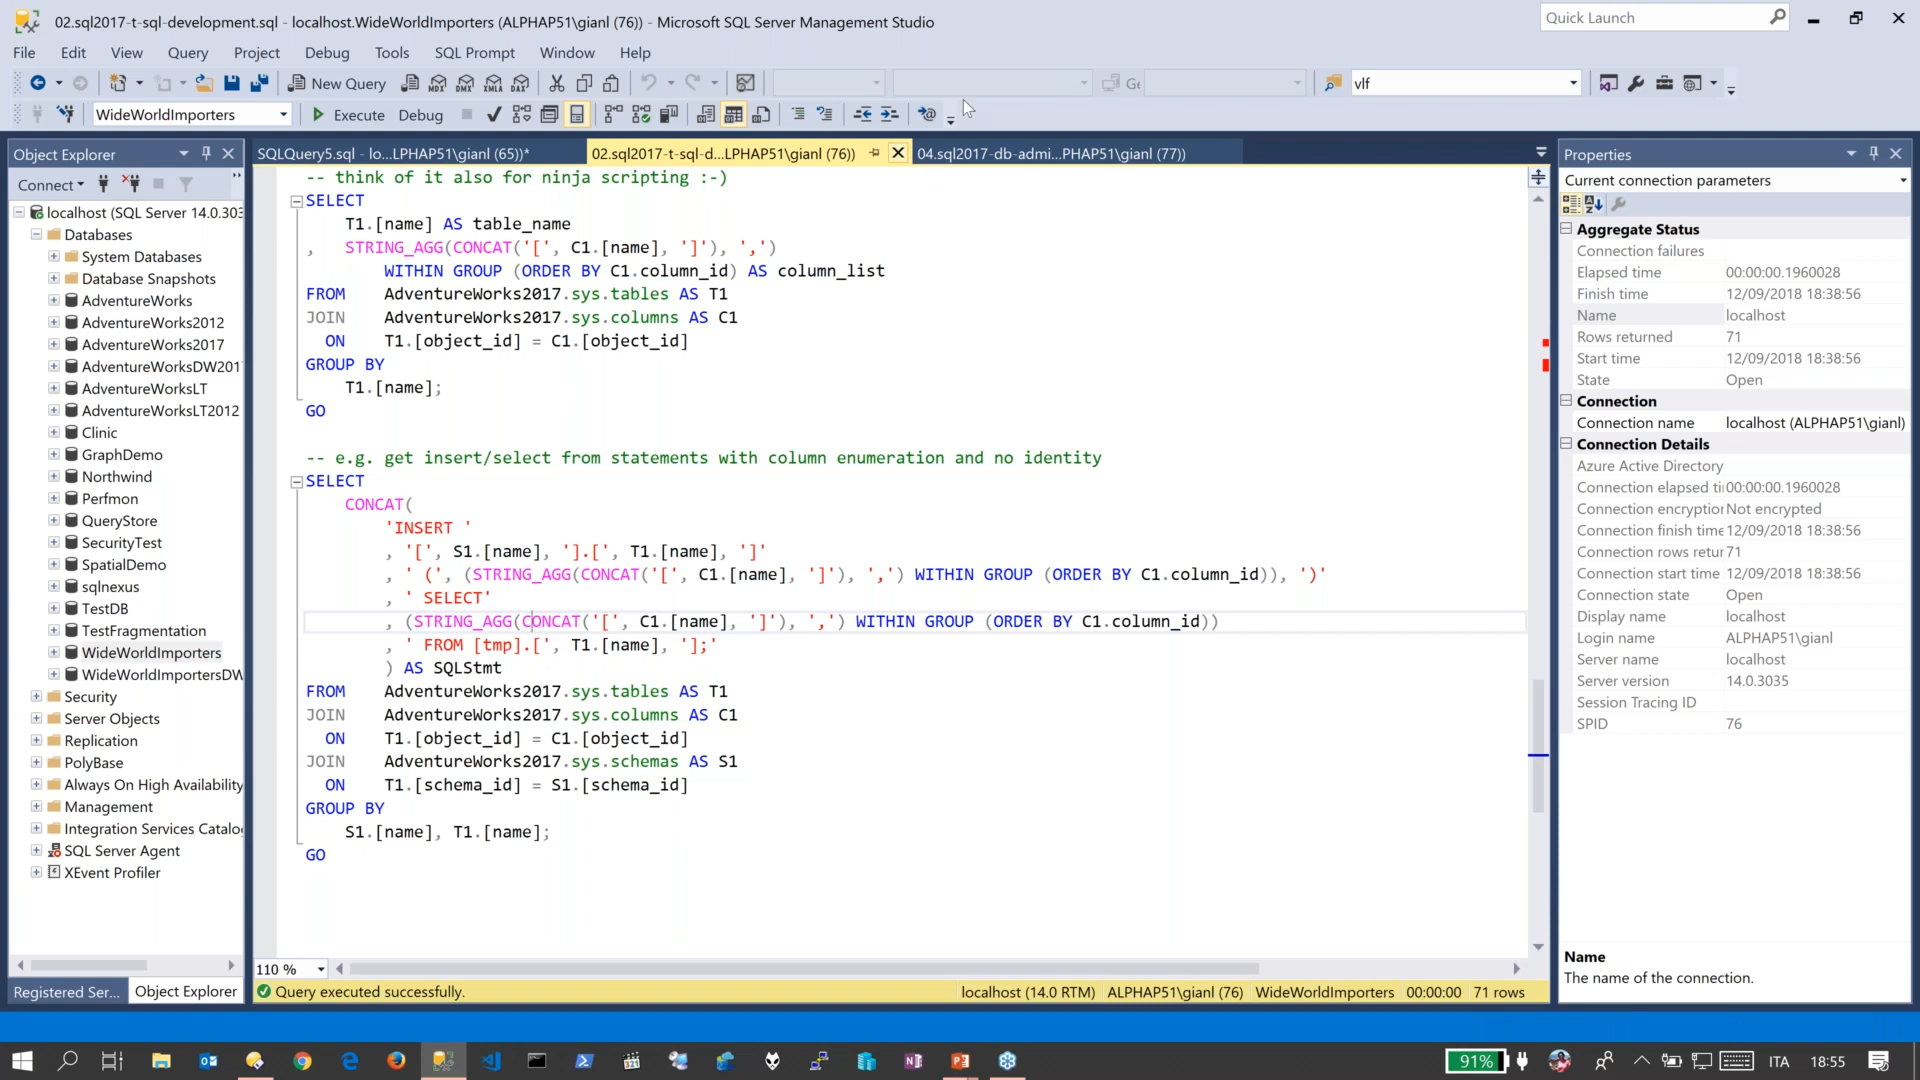 02.sql2017-t-sql-development.sql - localhost.WideWorldImporters (ALPHAP51\gianl (76)) - Microsoft SQL Server Management Studio
Quick Launch
File Edit View Query Project Debug Tools SQL Prompt Window Help
New Query
MDX DMX XMLA DAX
vlf
WideWorldImporters
Execute Debug
Object Explorer
SQLQuery5.sql - lo...LPHAP51\gianl (65))*
02.sql2017-t-sql-d...LPHAP51\gianl (76))
04.sql2017-db-admi...PHAP51\gianl (77))
Connect
localhost (SQL Server 14.0.303
Databases
System Databases
Database Snapshots
AdventureWorks
AdventureWorks2012
AdventureWorks2017
AdventureWorksDW201
AdventureWorksLT
AdventureWorksLT2012
Clinic
GraphDemo
Northwind
Perfmon
QueryStore
SecurityTest
SpatialDemo
sqlnexus
TestDB
TestFragmentation
WideWorldImporters
WideWorldImportersDW
Security
Server Objects
Replication
PolyBase
Always On High Availability
Management
Integration Services Catalo
SQL Server Agent
XEvent Profiler
Registered Ser...
Object Explorer
-- think of it also for ninja scripting :-)
SELECT
T1.[name] AS table_name
, STRING_AGG(CONCAT('[', C1.[name], ']'), ',')
WITHIN GROUP (ORDER BY C1.column_id) AS column_list
FROM AdventureWorks2017.sys.tables AS T1
JOIN AdventureWorks2017.sys.columns AS C1
ON T1.[object_id] = C1.[object_id]
GROUP BY
T1.[name];
GO
-- e.g. get insert/select from statements with column enumeration and no identity
SELECT
CONCAT(
'INSERT '
, '[', S1.[name], '].[', T1.[name], ']'
, ' (', (STRING_AGG(CONCAT('[', C1.[name], ']'), ',') WITHIN GROUP (ORDER BY C1.column_id)), ')'
, ' SELECT'
, (STRING_AGG(CONCAT('[', C1.[name], ']'), ',') WITHIN GROUP (ORDER BY C1.column_id))
, ' FROM [tmp].[', T1.[name], '];'
) AS SQLStmt
FROM AdventureWorks2017.sys.tables AS T1
JOIN AdventureWorks2017.sys.columns AS C1
ON T1.[object_id] = C1.[object_id]
JOIN AdventureWorks2017.sys.schemas AS S1
ON T1.[schema_id] = S1.[schema_id]
GROUP BY
S1.[name], T1.[name];
GO
110 %
Query executed successfully.
localhost (14.0 RTM) ALPHAP51\gianl (76) WideWorldImporters 00:00:00 71 rows
Properties
Current connection parameters
Aggregate Status
Connection failures
Elapsed time 00:00:00.1960028
Finish time 12/09/2018 18:38:56
Name localhost
Rows returned 71
Start time 12/09/2018 18:38:56
State Open
Connection
Connection name localhost (ALPHAP51\gianl)
Connection Details
Azure Active Directory
Connection elapsed ti 00:00:00.1960028
Connection encryption Not encrypted
Connection finish time 12/09/2018 18:38:56
Connection rows retur 71
Connection start time 12/09/2018 18:38:56
Connection state Open
Display name localhost
Login name ALPHAP51\gianl
Server name localhost
Server version 14.0.3035
Session Tracing ID
SPID 76
Name
The name of the connection.
91%
ITA
18:55